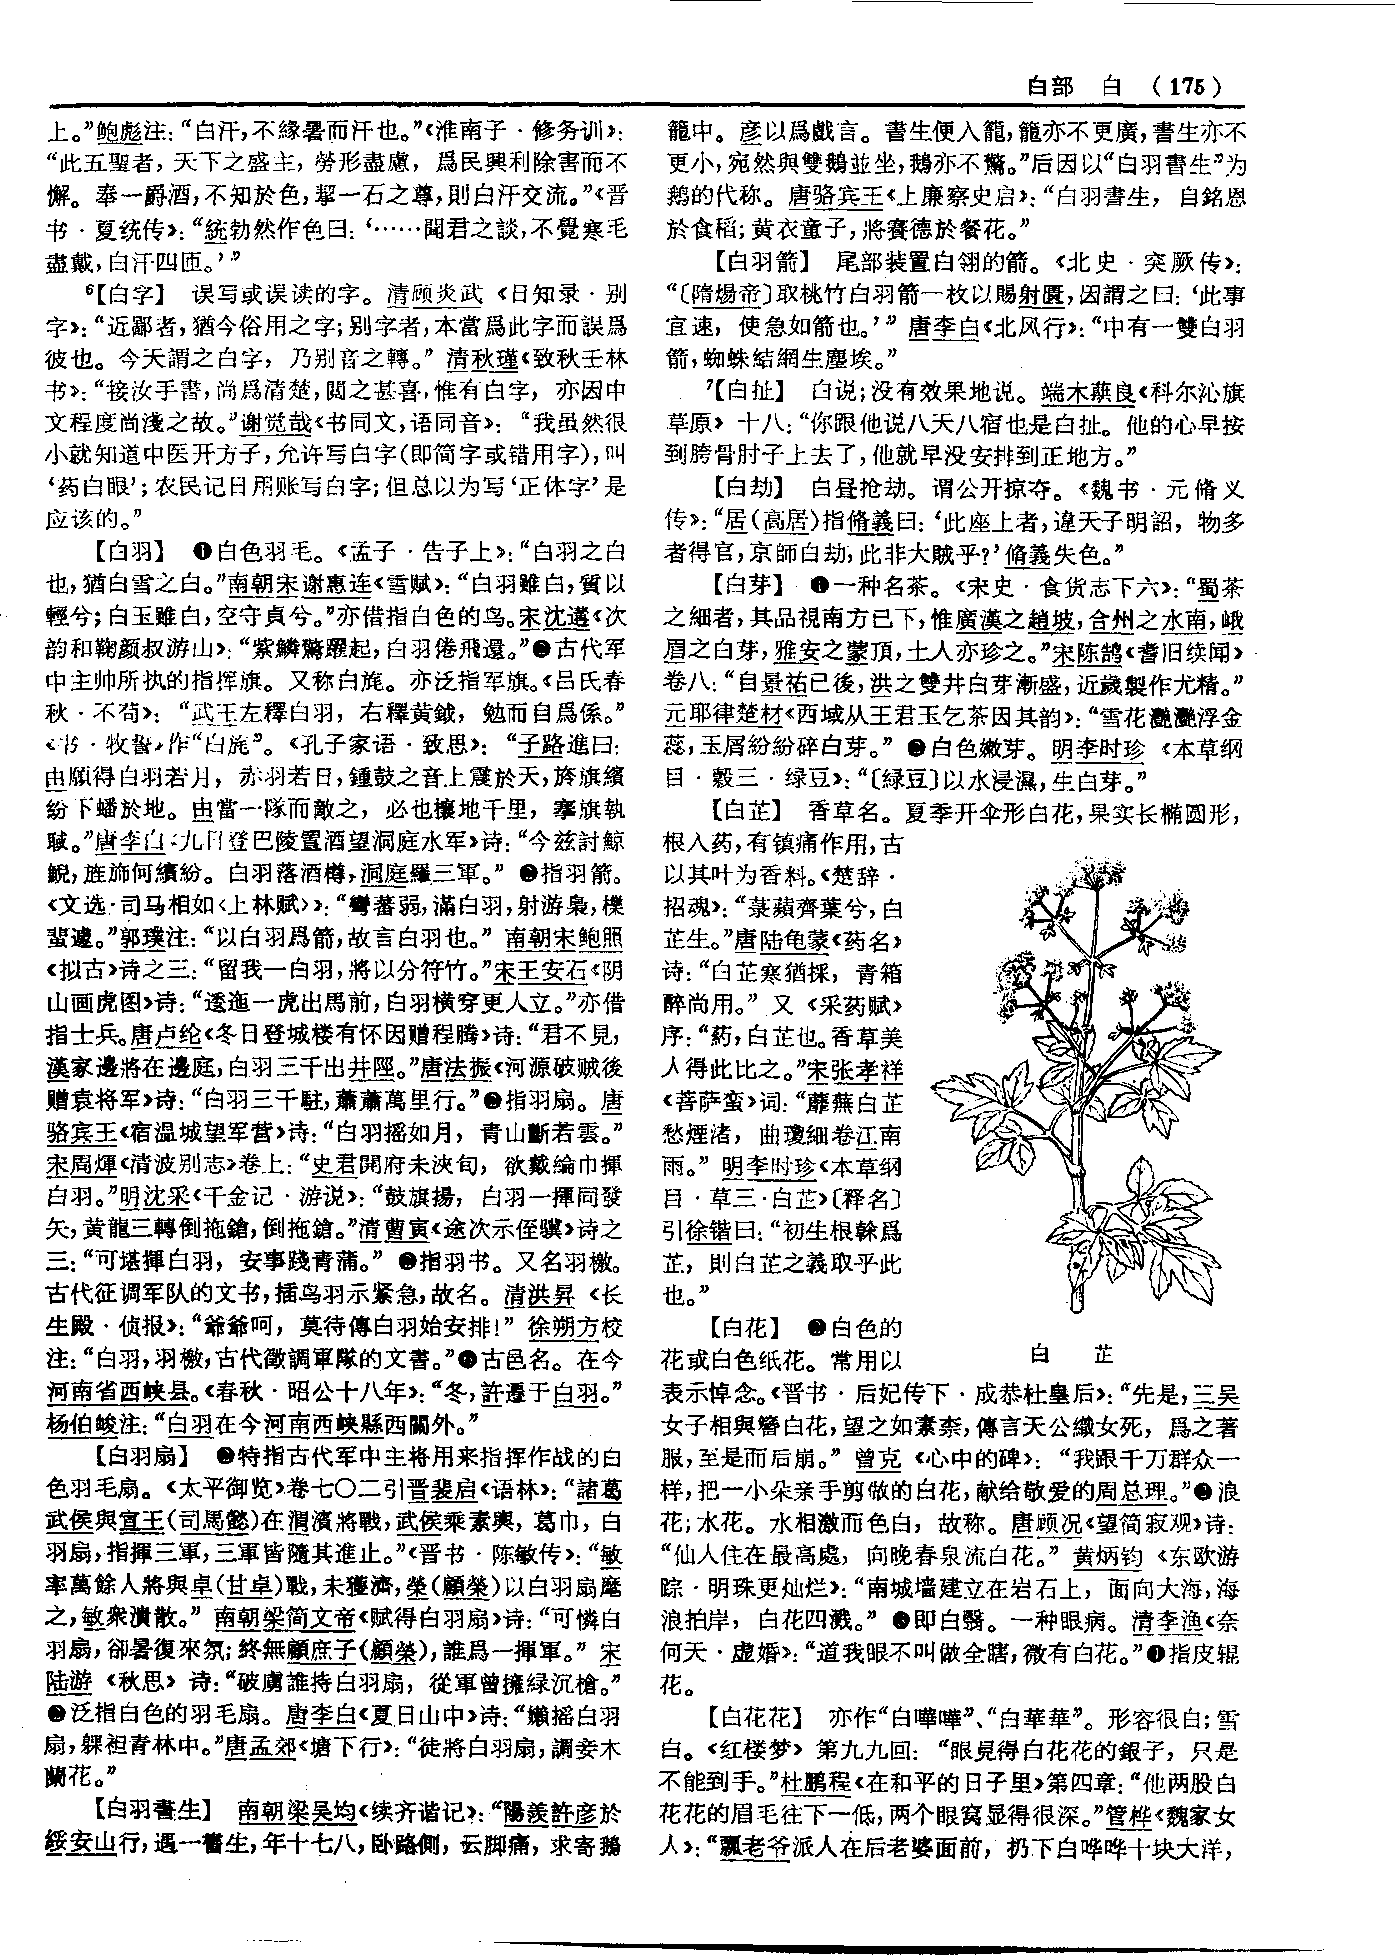 白部 白 (175)
上。”鲍彪注：“白汗，不緣暑而汗也。”《淮南子·修务训》：
“此五聖者，天下之盛主，勞形盡慮，爲民興利除害而不
懈。奉一爵酒，不知於色，挈一石之尊，則白汗交流。”《晋
书·夏统传》：“統勃然作色曰：‘……聞君之談，不覺寒毛
盡戴，白汗四匝。’”
⁶【白字】 误写或误读的字。清顾炎武《日知录·别
字》：“近鄙者，猶今俗用之字；别字者，本當爲此字而誤爲
彼也。今天謂之白字，乃别音之轉。”清秋瑾《致秋壬林
书》：“接汝手書，尚爲清楚，閲之甚喜，惟有白字，亦因中
文程度尚淺之故。”谢觉哉《书同文，语同音》：“我虽然很
小就知道中医开方子，允许写白字(即简字或错用字)，叫
‘药白眼’；农民记日用账写白字；但总以为写‘正体字’是
应该的。”
【白羽】 ❶白色羽毛。《孟子·告子上》：“白羽之白
也，猶白雪之白。”南朝宋谢惠连《雪赋》：“白羽雖白，質以
輕兮；白玉雖白，空守貞兮。”亦借指白色的鸟。宋沈遘《次
韵和鞠颜叔游山》：“紫鱗驚躍起，白羽倦飛還。”❷古代军
中主帅所执的指挥旗。又称白旄。亦泛指军旗。《吕氏春
秋·不苟》：“武王左釋白羽，右釋黄鉞，勉而自爲係。”
《书·牧誓》作“白旄”。《孔子家语·致思》：“子路進曰：
由願得白羽若月，赤羽若日，鍾鼓之音上震於天，旍旗繽
紛下蟠於地。由當一隊而敵之，必也攘地千里，搴旗執
聝。”唐李白《九日登巴陵置酒望洞庭水军》诗：“今兹討鯨
鯢，旌旆何繽紛。白羽落酒樽，洞庭羅三軍。”❸指羽箭。
《文选·司马相如〈上林赋〉》：“彎蕃弱，滿白羽，射游梟，櫟
蜚遽。”郭璞注：“以白羽爲箭，故言白羽也。”南朝宋鲍照
《拟古》诗之三：“留我一白羽，將以分符竹。”宋王安石《阴
山画虎图》诗：“逶迤一虎出馬前，白羽横穿更人立。”亦借
指士兵。唐卢纶《冬日登城楼有怀因赠程腾》诗：“君不見，
漢家邊將在邊庭，白羽三千出井陘。”唐法振《河源破贼後
赠袁将军》诗：“白羽三千駐，蕭蕭萬里行。”❹指羽扇。唐
骆宾王《宿温城望军营》诗：“白羽摇如月，青山斷若雲。”
宋周煇《清波别志》卷上：“史君開府未浹旬，欲戴綸巾揮
白羽。”明沈采《千金记·游说》：“鼓旗揚，白羽一揮同發
矢，黄龍三轉倒拖鎗，倒拖鎗。”清曹寅《途次示侄骥》诗之
三：“可堪揮白羽，安事踐青蒲。”❺指羽书。又名羽檄。
古代征调军队的文书，插鸟羽示紧急，故名。清洪昇《长
生殿·侦报》：“爺爺呵，莫待傳白羽始安排！”徐朔方校
注：“白羽，羽檄，古代徵調軍隊的文書。”❻古邑名。在今
河南省西峡县。《春秋·昭公十八年》：“冬，許遷于白羽。”
杨伯峻注：“白羽在今河南西峽縣西關外。”
【白羽扇】 ❶特指古代军中主将用来指挥作战的白
色羽毛扇。《太平御览》卷七〇二引晋裴启《语林》：“諸葛
武侯與宣王(司馬懿)在渭濱將戰，武侯乘素輿，葛巾，白
羽扇，指揮三軍，三軍皆隨其進止。”《晋书·陈敏传》：“敏
率萬餘人將與卓(甘卓)戰，未獲濟，榮(顧榮)以白羽扇麾
之，敏衆潰散。”南朝梁简文帝《赋得白羽扇》诗：“可憐白
羽扇，卻暑復來氛；終無顧庶子(顧榮)，誰爲一揮軍。”宋
陆游《秋思》诗：“破虜誰持白羽扇，從軍曾擁緑沉槍。”
❷泛指白色的羽毛扇。唐李白《夏日山中》诗：“嬾摇白羽
扇，躶袒青林中。”唐孟郊《塘下行》：“徒將白羽扇，調妾木
蘭花。”
【白羽書生】 南朝梁吴均《续齐谐记》：“陽羨許彦於
綏安山行，遇一書生，年十七八，卧路側，云脚痛，求寄鵝
籠中。彦以爲戲言。書生便入籠，籠亦不更廣，書生亦不
更小，宛然與雙鵝並坐，鵝亦不驚。”后因以“白羽書生”为
鹅的代称。唐骆宾王《上廉察史启》：“白羽書生，自銘恩
於食稻；黄衣童子，將賽德於餐花。”
【白羽箭】 尾部装置白翎的箭。《北史·突厥传》：
“〔隋煬帝〕取桃竹白羽箭一枚以賜射匱，因謂之曰：‘此事
宜速，使急如箭也。’”唐李白《北风行》：“中有一雙白羽
箭，蜘蛛結網生塵埃。”
⁷【白扯】 白说；没有效果地说。端木蕻良《科尔沁旗
草原》十八：“你跟他说八天八宿也是白扯。他的心早按
到胯骨肘子上去了，他就早没安排到正地方。”
【白劫】 白昼抢劫。谓公开掠夺。《魏书·元脩义
传》：“居(高居)指脩義曰：‘此座上者，違天子明詔，物多
者得官，京師白劫，此非大賊乎？’脩義失色。”
【白芽】 ❶一种名茶。《宋史·食货志下六》：“蜀茶
之細者，其品視南方已下，惟廣漢之趙坡，合州之水南，峨
眉之白芽，雅安之蒙頂，土人亦珍之。”宋陈鹄《耆旧续闻》
卷八：“自景祐已後，洪之雙井白芽漸盛，近歲製作尤精。”
元耶律楚材《西域从王君玉乞茶因其韵》：“雪花灔灔浮金
蕊，玉屑紛紛碎白芽。”❷白色嫩芽。明李时珍《本草纲
目·穀三·绿豆》：“〔緑豆〕以水浸濕，生白芽。”
【白芷】 香草名。夏季开伞形白花，果实长椭圆形，
根入药，有镇痛作用，古
以其叶为香料。《楚辞·
招魂》：“菉蘋齊葉兮，白
芷生。”唐陆龟蒙《药名》
诗：“白芷寒猶採，青箱
醉尚用。”又《采药赋》
序：“葯，白芷也。香草美
人得此比之。”宋张孝祥
《菩萨蛮》词：“蘼蕪白芷
愁煙渚，曲瓊細卷江南
雨。”明李时珍《本草纲
目·草三·白芷》〔释名〕
引徐锴曰：“初生根榦爲
芷，則白芷之義取乎此
也。”
白 芷
【白花】 ❶白色的
花或白色纸花。常用以
表示悼念。《晋书·后妃传下·成恭杜皇后》：“先是，三吴
女子相與簪白花，望之如素柰，傳言天公織女死，爲之著
服，至是而后崩。”曾克《心中的碑》：“我跟千万群众一
样，把一小朵亲手剪做的白花，献给敬爱的周总理。”❷浪
花；水花。水相激而色白，故称。唐顾况《望简寂观》诗：
“仙人住在最高處，向晚春泉流白花。”黄炳钧《东欧游
踪·明珠更灿烂》：“南城墙建立在岩石上，面向大海，海
浪拍岸，白花四溅。”❸即白翳。一种眼病。清李渔《奈
何天·虚婚》：“道我眼不叫做全瞎，微有白花。”❹指皮辊
花。
【白花花】 亦作“白嘩嘩”、“白華華”。形容很白；雪
白。《红楼梦》第九九回：“眼見得白花花的銀子，只是
不能到手。”杜鹏程《在和平的日子里》第四章：“他两股白
花花的眉毛往下一低，两个眼窝显得很深。”管桦《魏家女
人》：“瓢老爷派人在后老婆面前，扔下白哗哗十块大洋，